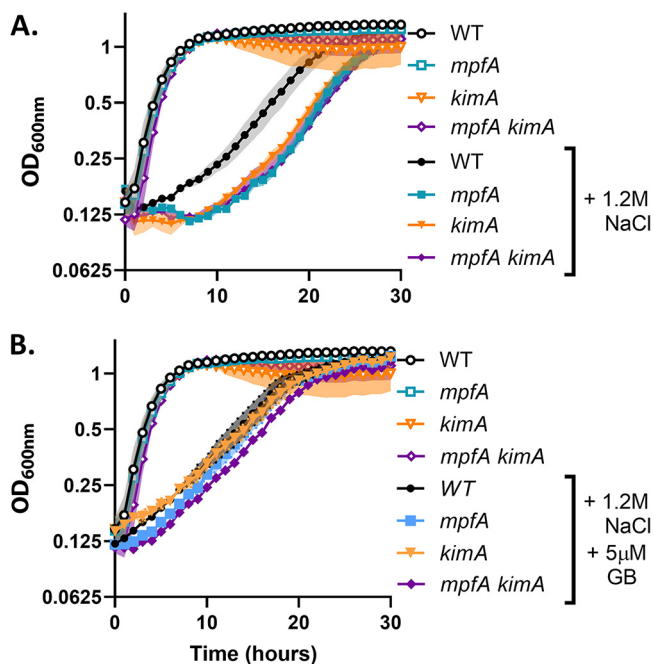 A.
OD600nm
1
0.5
0.25
0.125
0.0625
0
10
20
30
WT
mpfA
kimA
mpfA kimA
WT
mpfA
kimA
mpfA kimA
+ 1.2M
NaCl
B.
OD600nm
1
0.5
0.25
0.125
0.0625
0
10
20
30
Time (hours)
WT
mpfA
kimA
mpfA kimA
WT
mpfA
kimA
mpfA kimA
+ 1.2M
NaCl
+ 5μM
GB